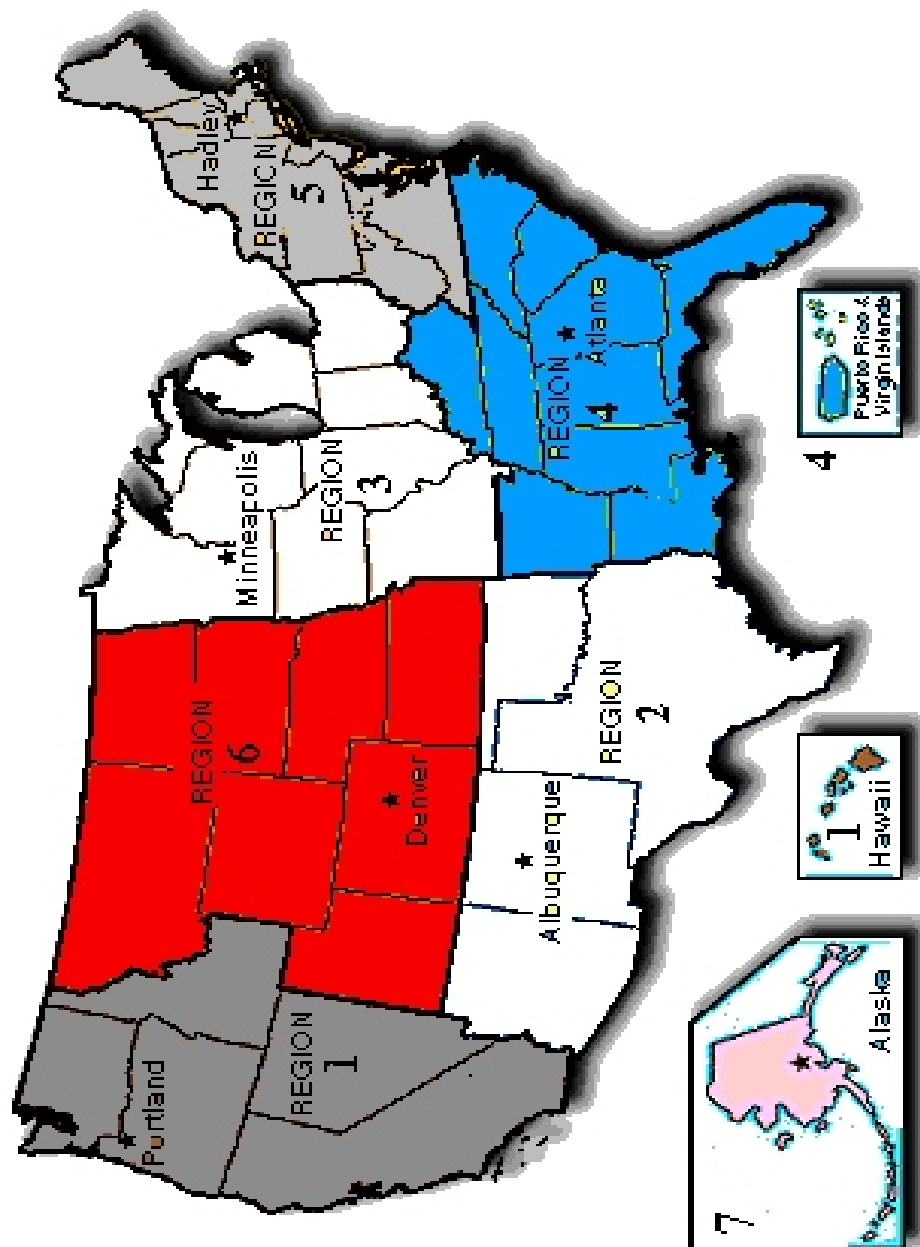 Hadley
REGION
5
Minneapolis
REGION
3
REGION
6
Denver
Portland
REGION
1
REGION
4
Atlanta
REGION
2
Albuquerque
7
Alaska
1
Hawaii
4
Puerto Rico &
Virgin Islands